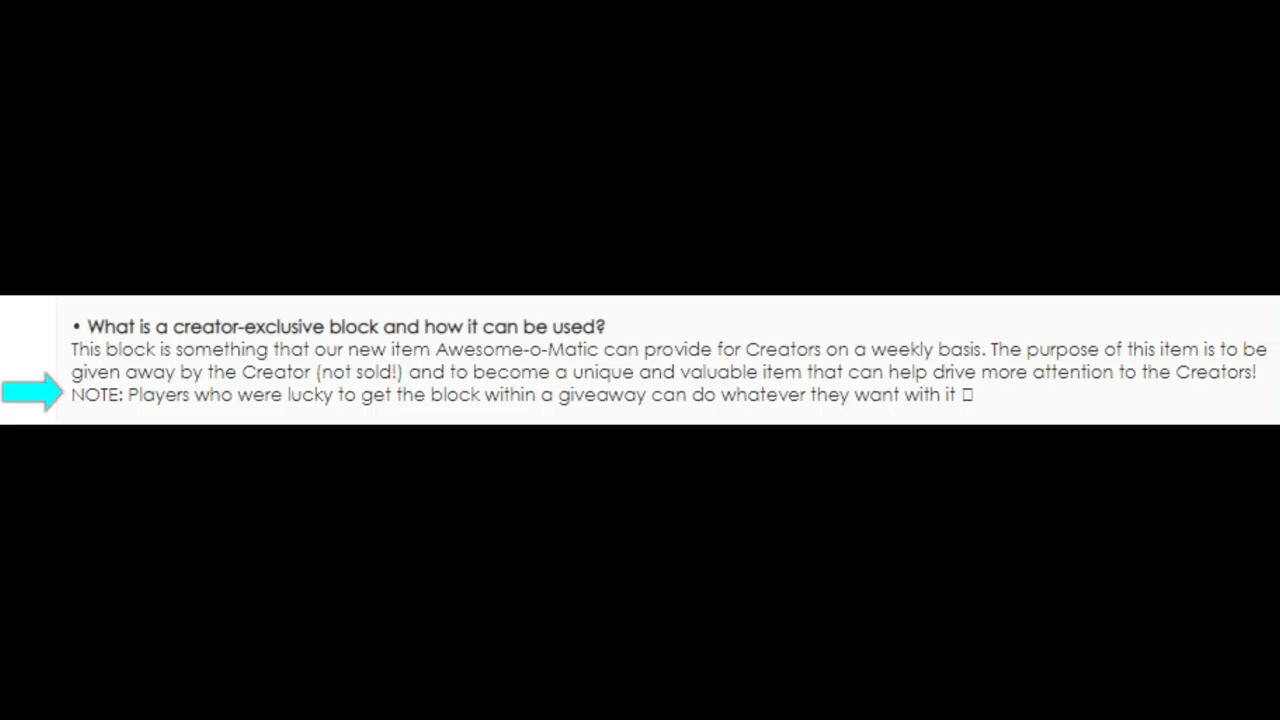 • What is a creator-exclusive block and how it can be used?
This block is something that our new item Awesome-o-Matic can provide for Creators on a weekly basis. The purpose of this item is to be
given away by the Creator (not sold!) and to become a unique and valuable item that can help drive more attention to the Creators!
NOTE: Players who were lucky to get the block within a giveaway can do whatever they want with it